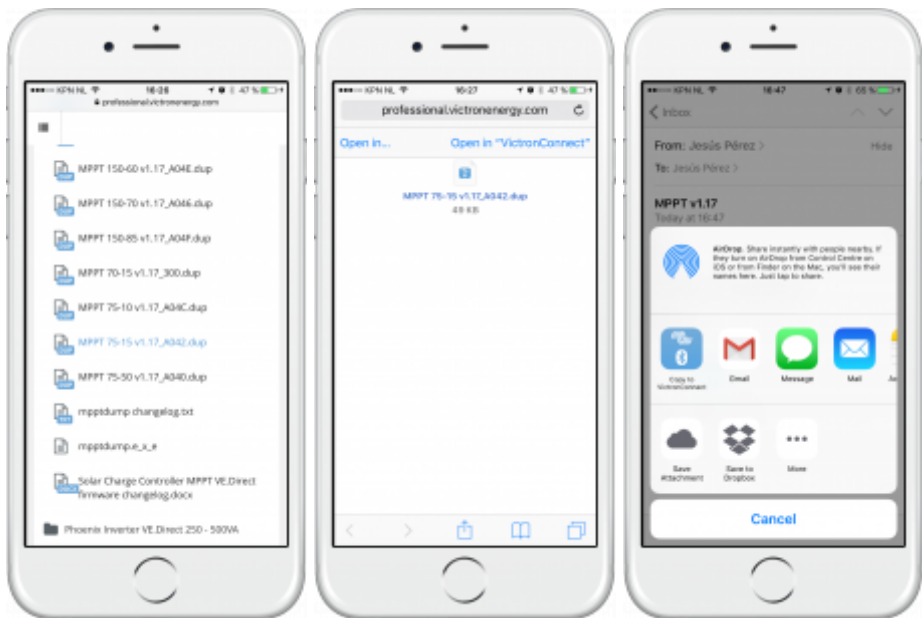 KPN NL 16:26 47 %
professional.victronenergy.com
MPPT 150-60 v1.17_A04E.dup
MPPT 150-70 v1.17_A046.dup
MPPT 150-85 v1.17_A04F.dup
MPPT 70-15 v1.17_300.dup
MPPT 75-10 v1.17_A04C.dup
MPPT 75-15 v1.17_A042.dup
MPPT 75-50 v1.17_A040.dup
mpptdump changelog.txt
mpptdump.e_x_e
Solar Charge Controller MPPT VE.Direct
firmware changelog.docx
Phoenix Inverter VE.Direct 250 - 500VA
KPN NL 16:27 47 %
professional.victronenergy.com
Open in... Open in "VictronConnect"
MPPT 75-15 v1.17_A042.dup
49 KB
KPN NL 16:47 65 %
Inbox
From: Jesús Pérez Hide
To: Jesús Pérez
MPPT v1.17
Today at 16:47
AirDrop. Share instantly with people nearby. If
they turn on AirDrop from Control Centre on
iOS or from Finder on the Mac, you'll see their
names here. Just tap to share.
Copy to
VictronConnect
Email
Message
Mail
Save
Attachment
Save to
Dropbox
More
Cancel